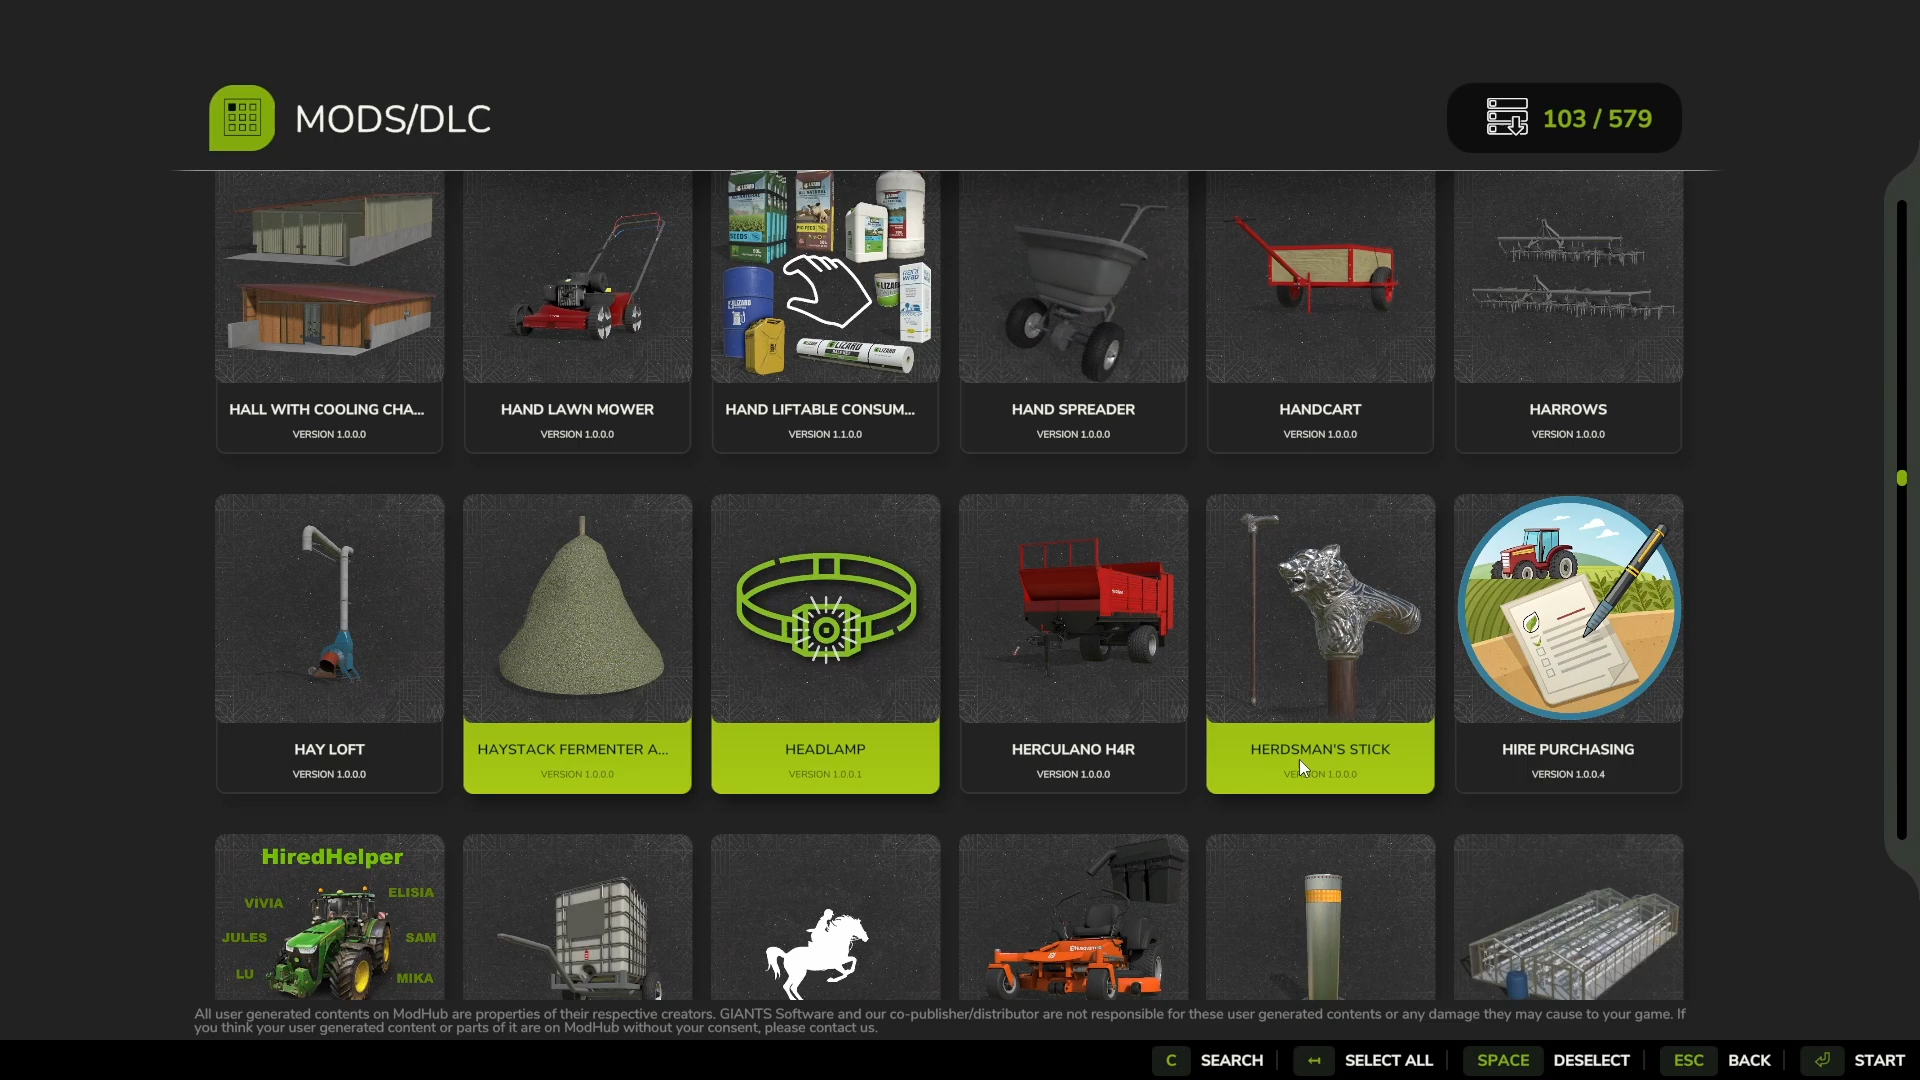 MODS/DLC
103 / 579
LIZARD
SEEDS
PIG FEED
LIZARD
LIZARD
HALL WITH COOLING CHA...
VERSION 1.0.0.0
HAND LAWN MOWER
VERSION 1.0.0.0
HAND LIFTABLE CONSUM...
VERSION 1.1.0.0
HAND SPREADER
VERSION 1.0.0.0
HANDCART
VERSION 1.0.0.0
HARROWS
VERSION 1.0.0.0
HAY LOFT
VERSION 1.0.0.0
HAYSTACK FERMENTER A...
VERSION 1.0.0.0
HEADLAMP
VERSION 1.0.0.1
HERCULANO H4R
VERSION 1.0.0.0
HERDSMAN'S STICK
VERSION 1.0.0.0
HIRE PURCHASING
VERSION 1.0.0.4
HiredHelper
VIVIA
ELISIA
JULES
SAM
LU
MIKA
Husqvarna
All user generated contents on ModHub are properties of their respective creators. GIANTS Software and our co-publisher/distributor are not responsible for these user generated contents or any damage they may cause to your game. If
you think your user generated content or parts of it are on ModHub without your consent, please contact us.
C SEARCH
SELECT ALL
SPACE DESELECT
ESC BACK
START